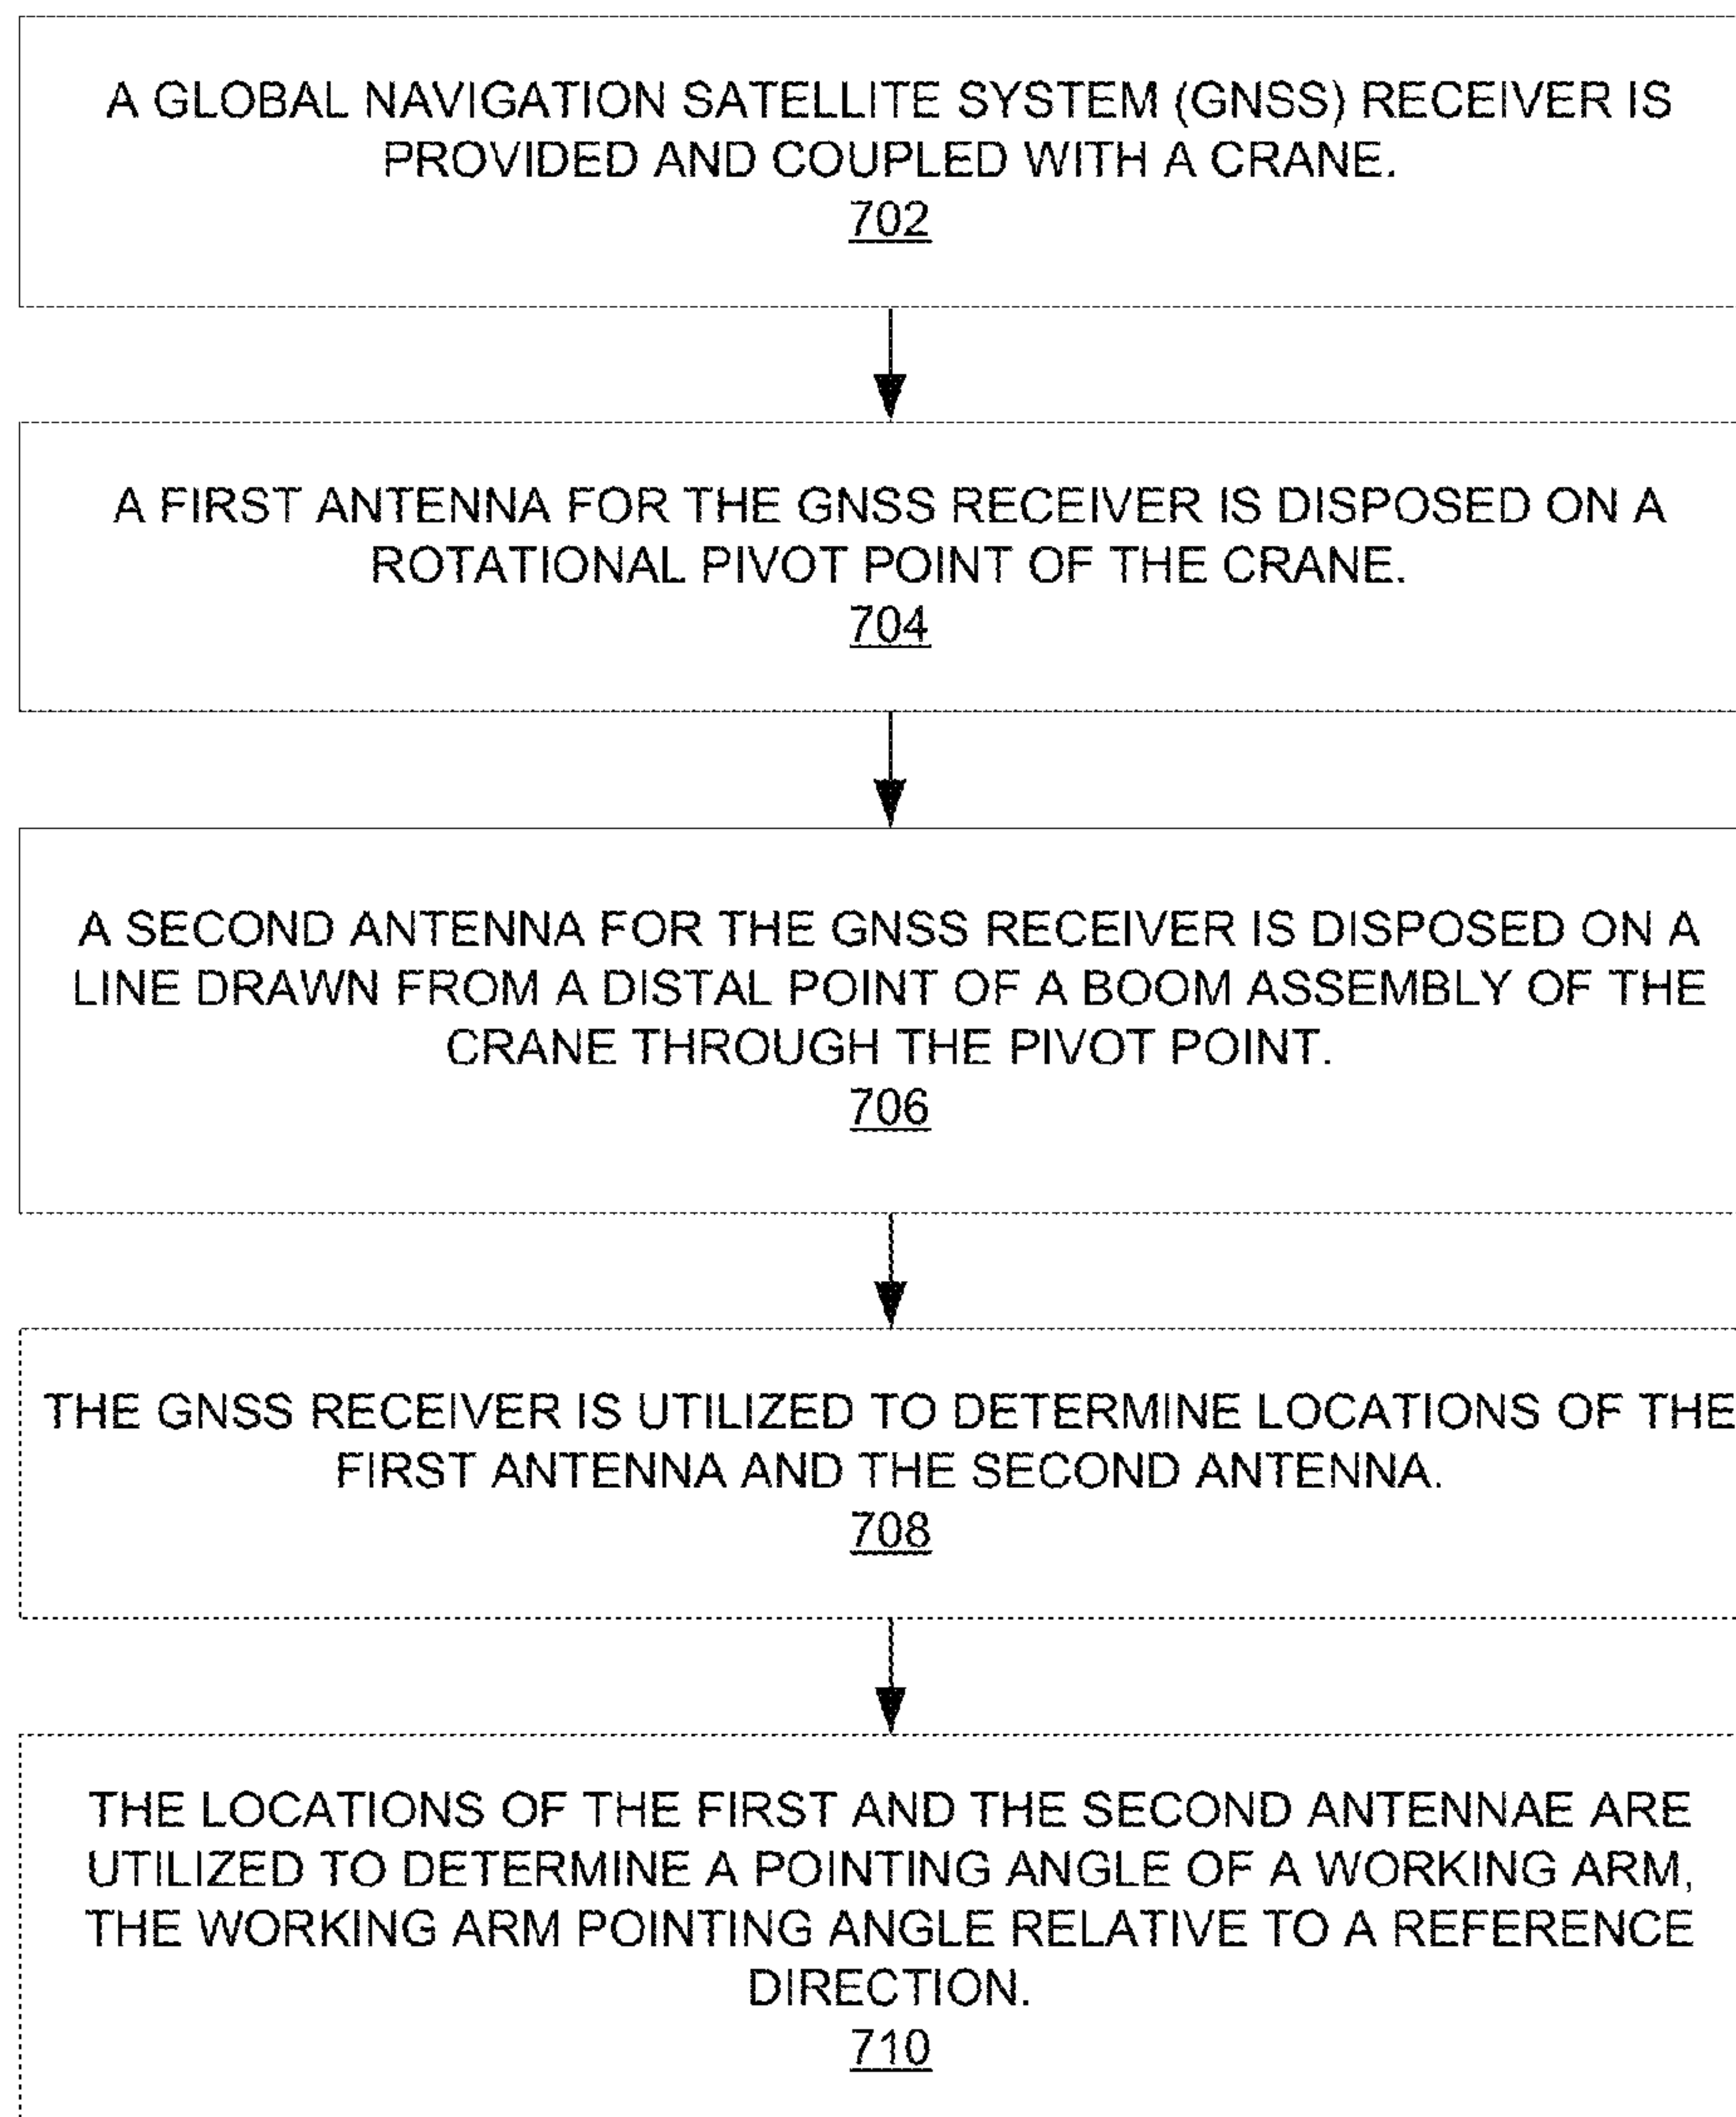 A GLOBAL NAVIGATION SATELLITE SYSTEM (GNSS) RECEIVER IS
PROVIDED AND COUPLED WITH A CRANE.
702
A FIRST ANTENNA FOR THE GNSS RECEIVER IS DISPOSED ON A
ROTATIONAL PIVOT POINT OF THE CRANE.
704
A SECOND ANTENNA FOR THE GNSS RECEIVER IS DISPOSED ON A
LINE DRAWN FROM A DISTAL POINT OF A BOOM ASSEMBLY OF THE
CRANE THROUGH THE PIVOT POINT.
706
THE GNSS RECEIVER IS UTILIZED TO DETERMINE LOCATIONS OF THE
FIRST ANTENNA AND THE SECOND ANTENNA.
708
THE LOCATIONS OF THE FIRST AND THE SECOND ANTENNAE ARE
UTILIZED TO DETERMINE A POINTING ANGLE OF A WORKING ARM,
THE WORKING ARM POINTING ANGLE RELATIVE TO A REFERENCE
DIRECTION.
710